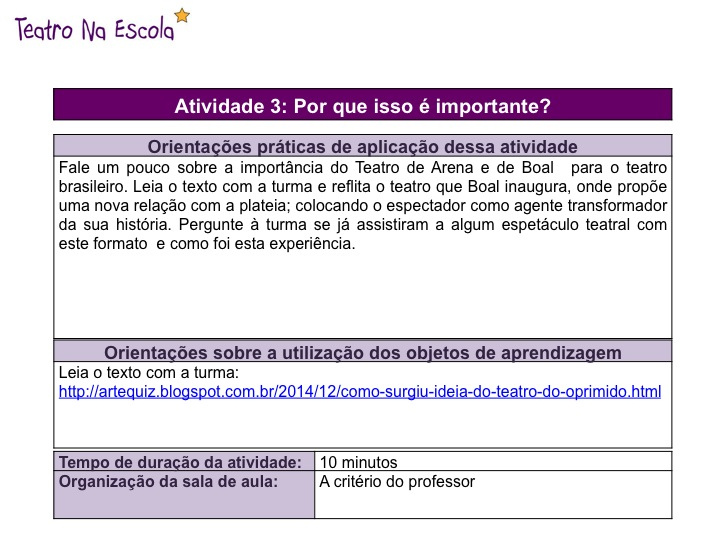 Teatro Na Escola
Atividade 3: Por que isso é importante?
Orientações práticas de aplicação dessa atividade
Fale um pouco sobre a importância do Teatro de Arena e de Boal para o teatro
brasileiro. Leia o texto com a turma e reflita o teatro que Boal inaugura, onde propõe
uma nova relação com a plateia; colocando o espectador como agente transformador
da sua história. Pergunte à turma se já assistiram a algum espetáculo teatral com
este formato e como foi esta experiência.
Orientações sobre a utilização dos objetos de aprendizagem
Leia o texto com a turma:
http://artequiz.blogspot.com.br/2014/12/como-surgiu-ideia-do-teatro-do-oprimido.html
Tempo de duração da atividade: 10 minutos
Organização da sala de aula: A critério do professor